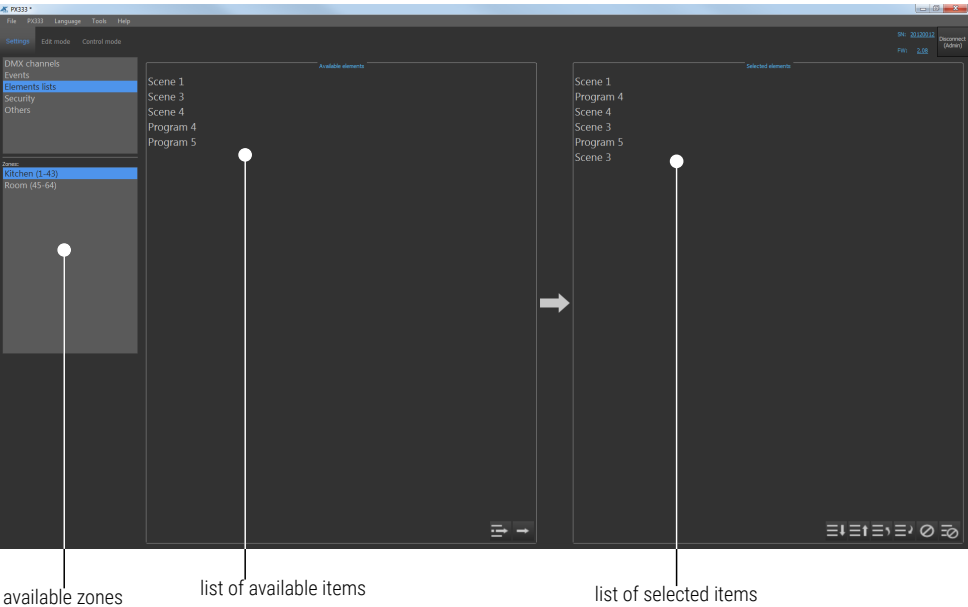 PX333 *
File PX333 Language Tools Help
Settings Edit mode Control mode
SN: 20120012
FW: 2.08
Disconnect
(Admin)
DMX channels
Events
Elements lists
Security
Others
Zones:
Kitchen (1-43)
Room (45-64)
Available elements
Scene 1
Scene 3
Scene 4
Program 4
Program 5
Selected elements
Scene 1
Program 4
Scene 4
Scene 3
Program 5
Scene 3
available zones
list of available items
list of selected items